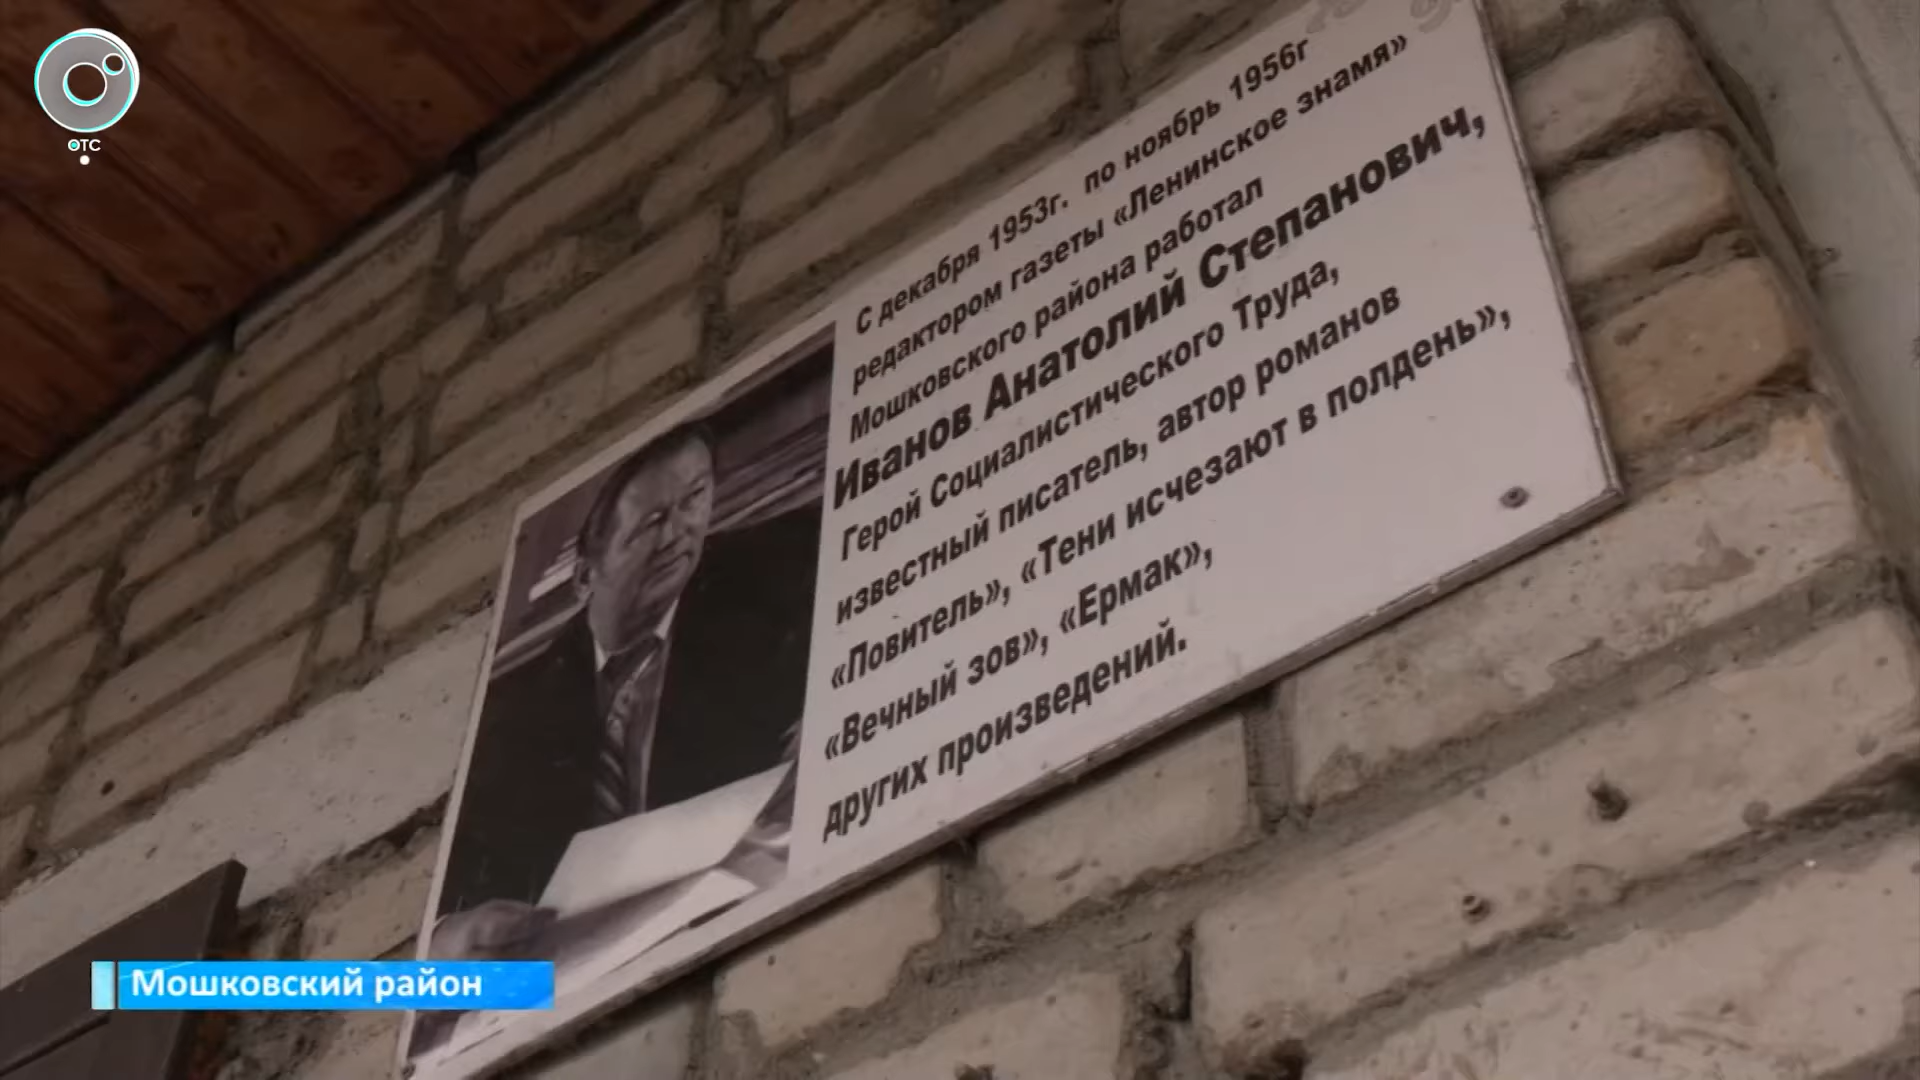 ОТС
С декабря 1953г. по ноябрь 1956г
редактором газеты «Ленинское знамя»
Мошковского района работал
Иванов Анатолий Степанович,
Герой Социалистического Труда,
известный писатель, автор романов
«Повитель», «Тени исчезают в полдень»,
«Вечный зов», «Ермак»,
других произведений.
Мошковский район